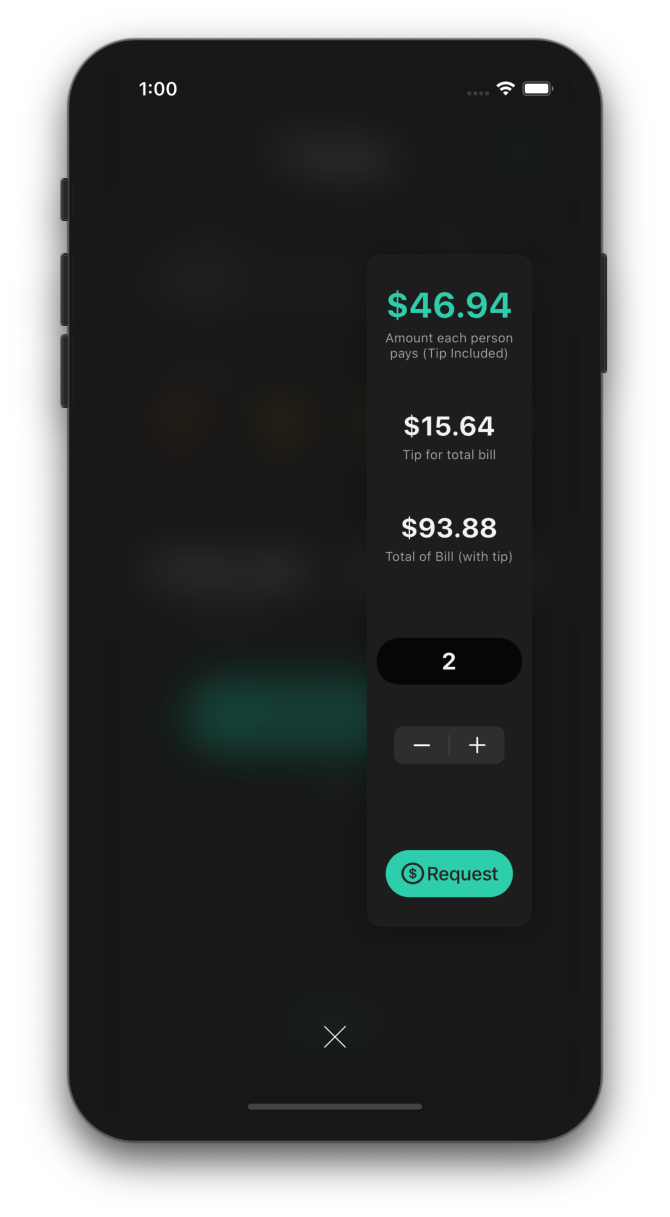 1:00
$46.94
Amount each person
pays (Tip Included)
$15.64
Tip for total bill
$93.88
Total of Bill (with tip)
2
− +
$ Request